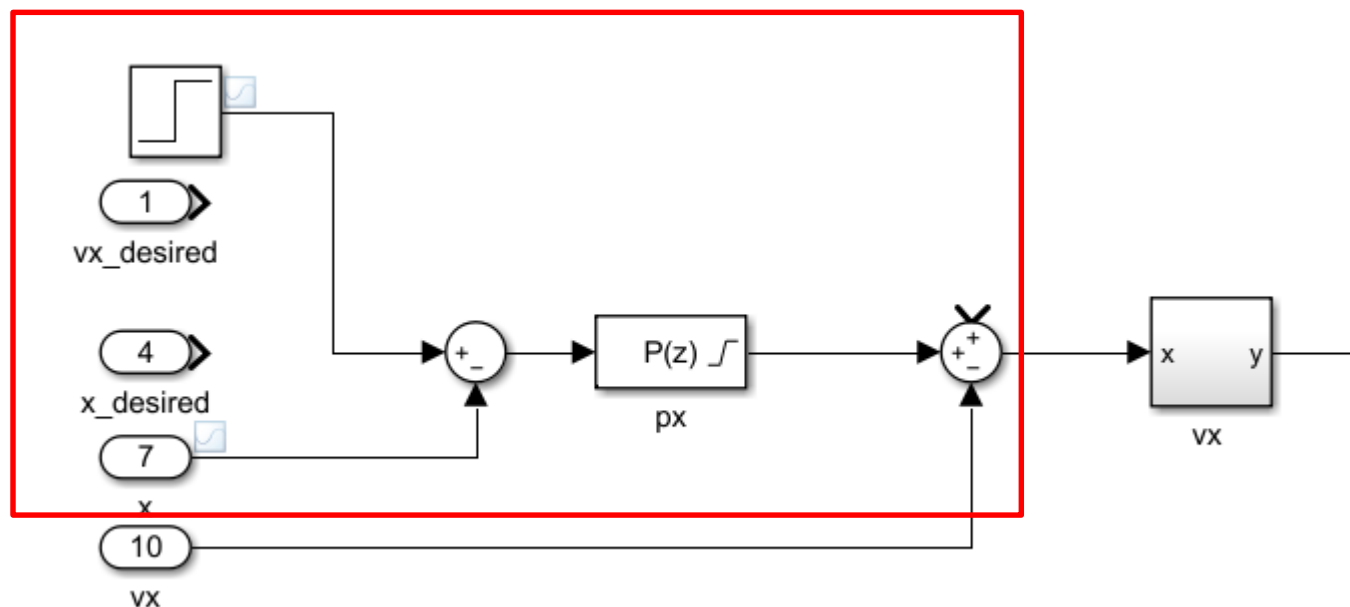 1
vx_desired
4
x_desired
+
−
P(z)
px
+
+
−
x
y
vx
7
x
10
vx